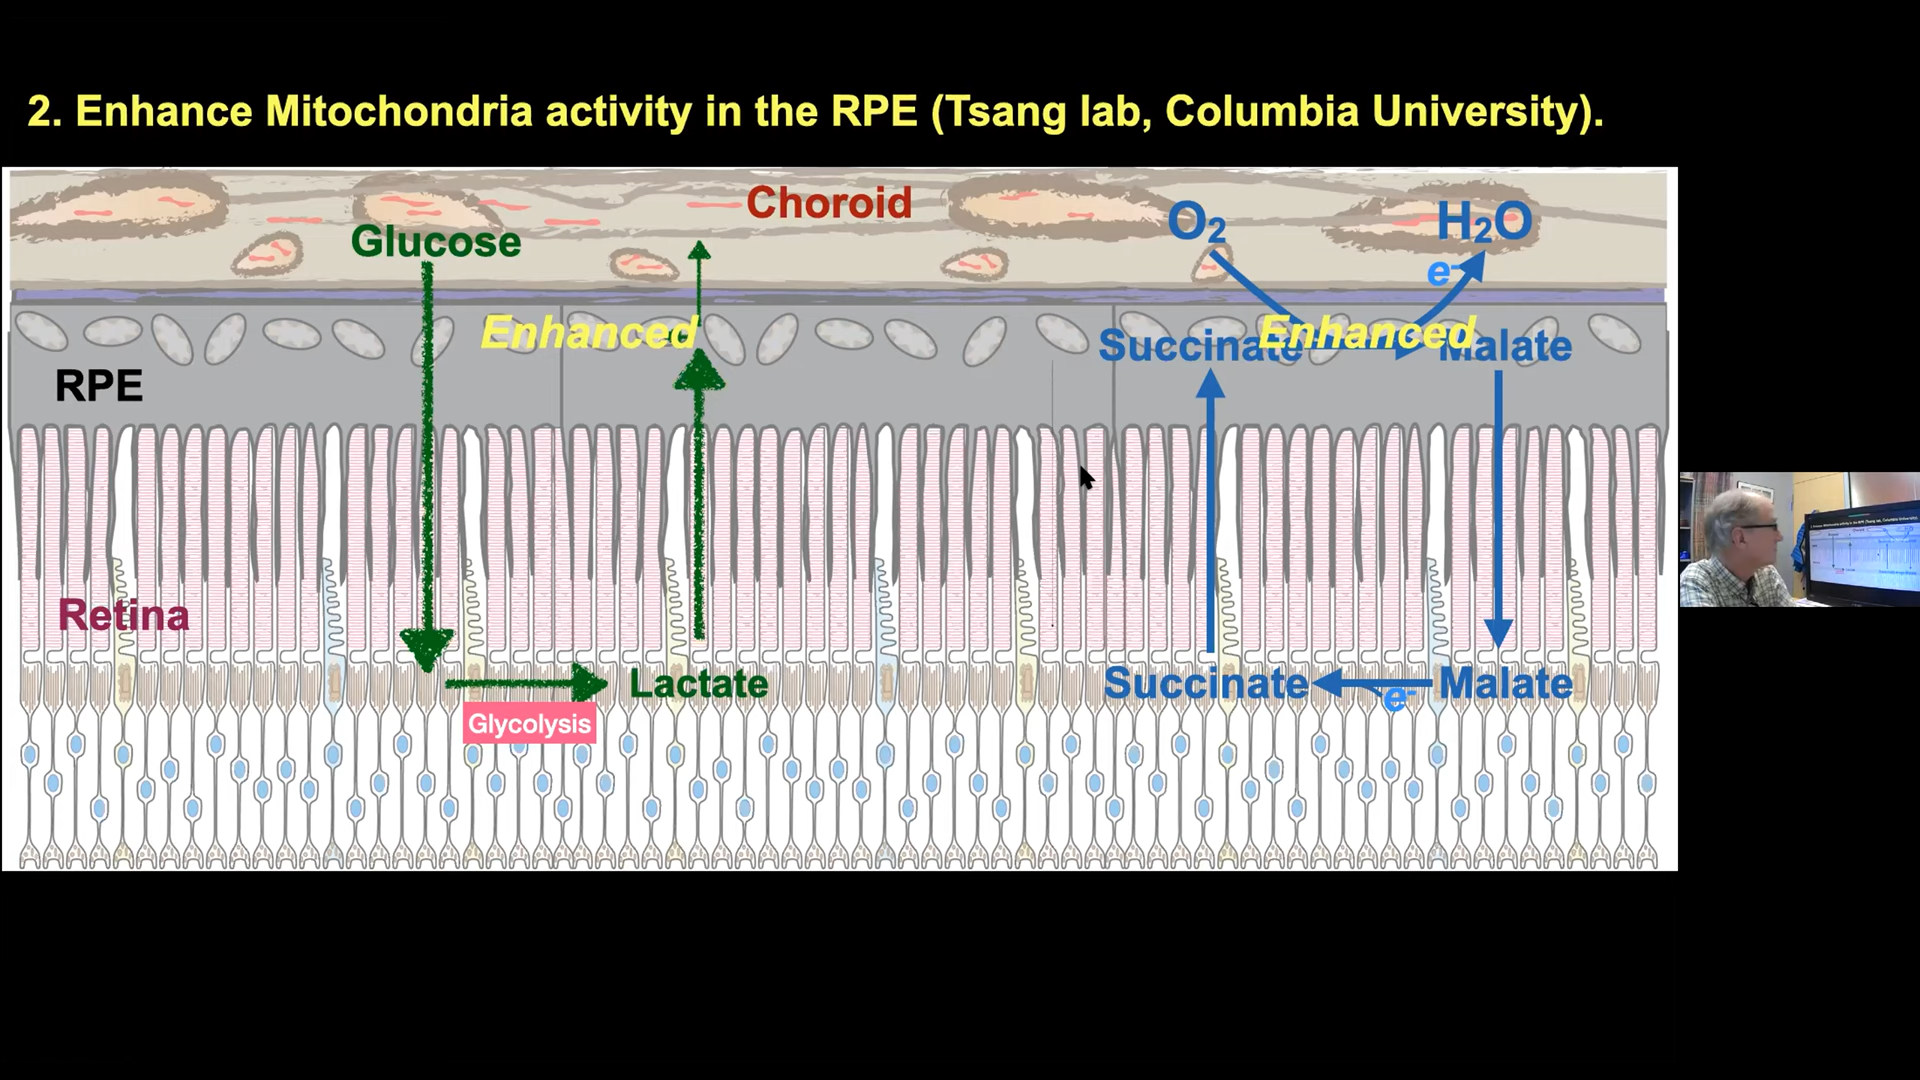 2. Enhance Mitochondria activity in the RPE (Tsang lab, Columbia University).
Choroid
Glucose
O₂
H₂O
e⁻
Enhanced
Succinate
Enhanced
Malate
RPE
Retina
Lactate
Glycolysis
Succinate
e⁻
Malate